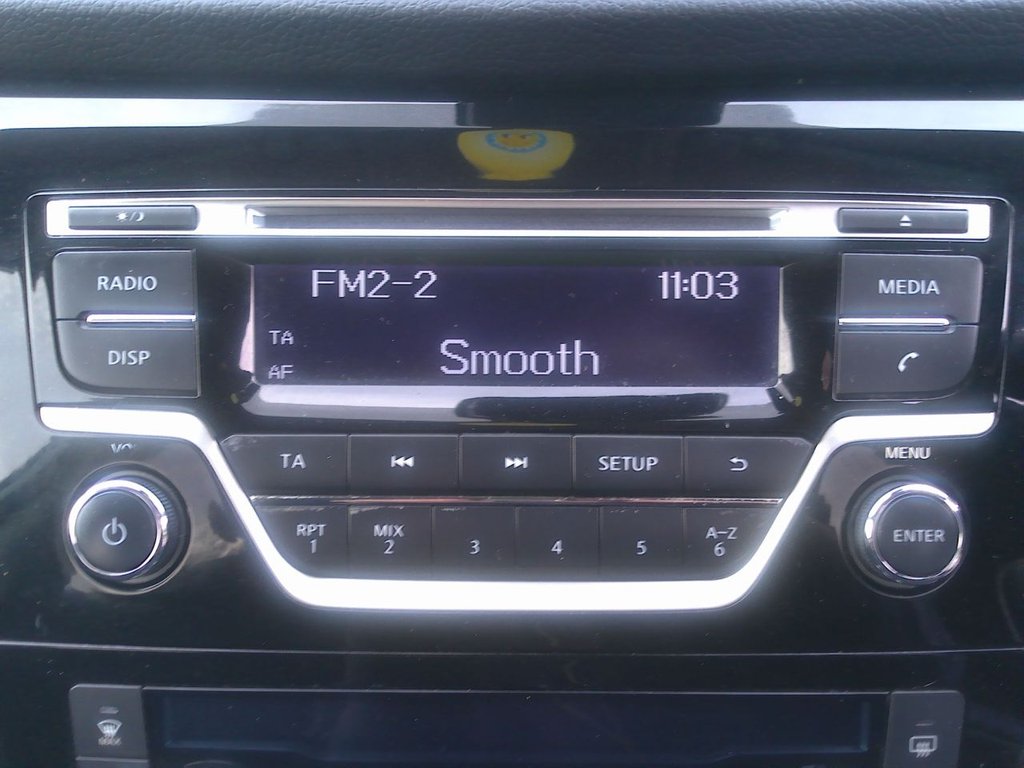 RADIO
DISP
FM2-2 11:03
TA
AF
Smooth
MEDIA
TA
SETUP
MENU
ENTER
RPT
1
MIX
2
3
4
5
A-Z
6